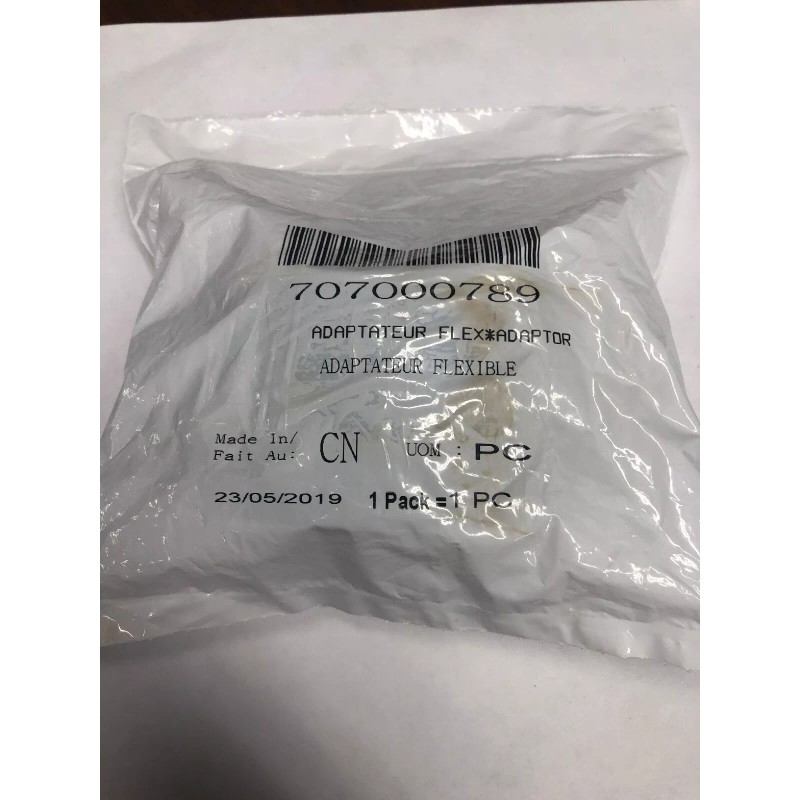 707000789
ADAPTATEUR FLEX*ADAPTOR
ADAPTATEUR FLEXIBLE
Made In/ Fait Au: CN UOM : PC
23/05/2019 1 Pack = 1 PC